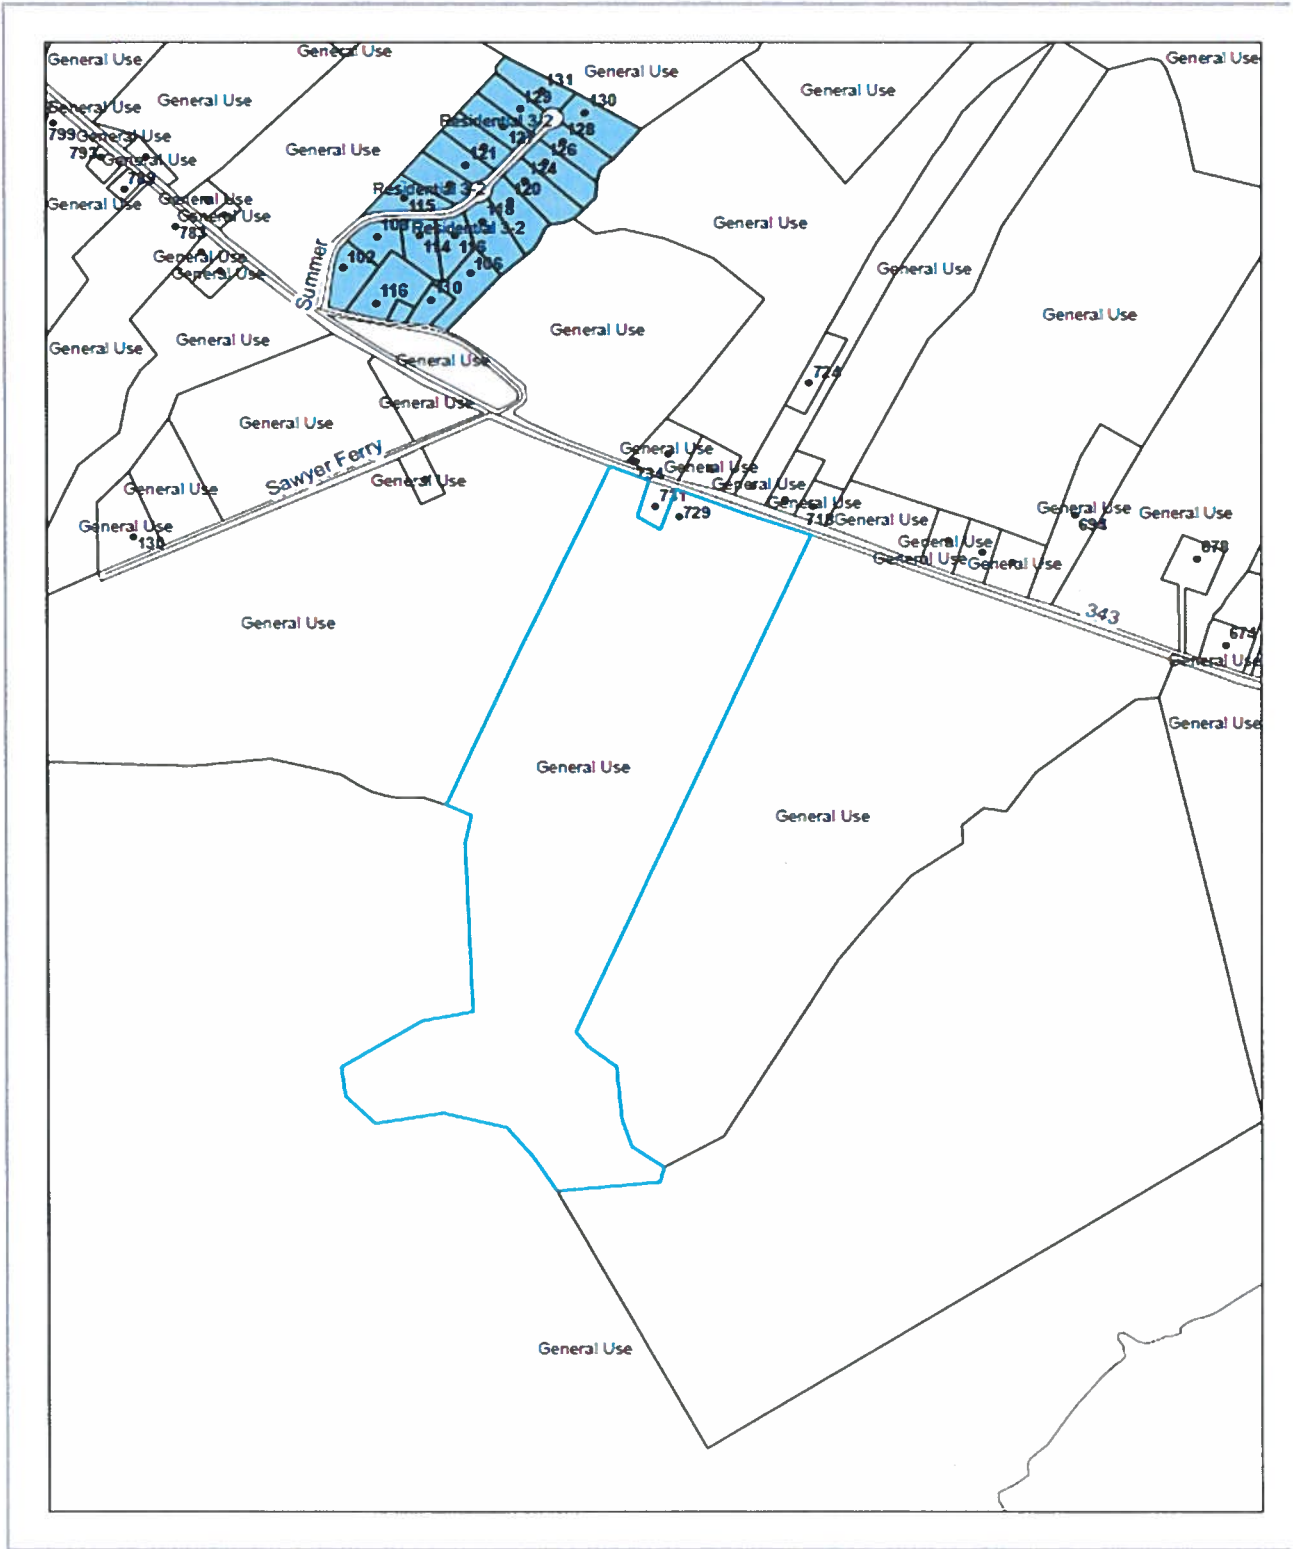 General Use
General Use
General Use
General Use
General Use
131
General Use
General Use
129
130
General Use
799
General Use
Residential 3-2
128
127
793
General Use
General Use
121
126
124
789
Residential 3-2
120
General Use
General Use
115
118
General Use
General Use
783
103
Residential 3-2
114
116
General Use
General Use
102
106
General Use
Summer
116
110
General Use
General Use
General Use
General Use
General Use
General Use
724
General Use
General Use
General Use
734
General Use
Sawyer Ferry
General Use
General Use
General Use
731
729
General Use
718
General Use
General Use
694
General Use
General Use
130
General Use
General Use
General Use
678
343
General Use
674
General Use
General Use
General Use
General Use
General Use